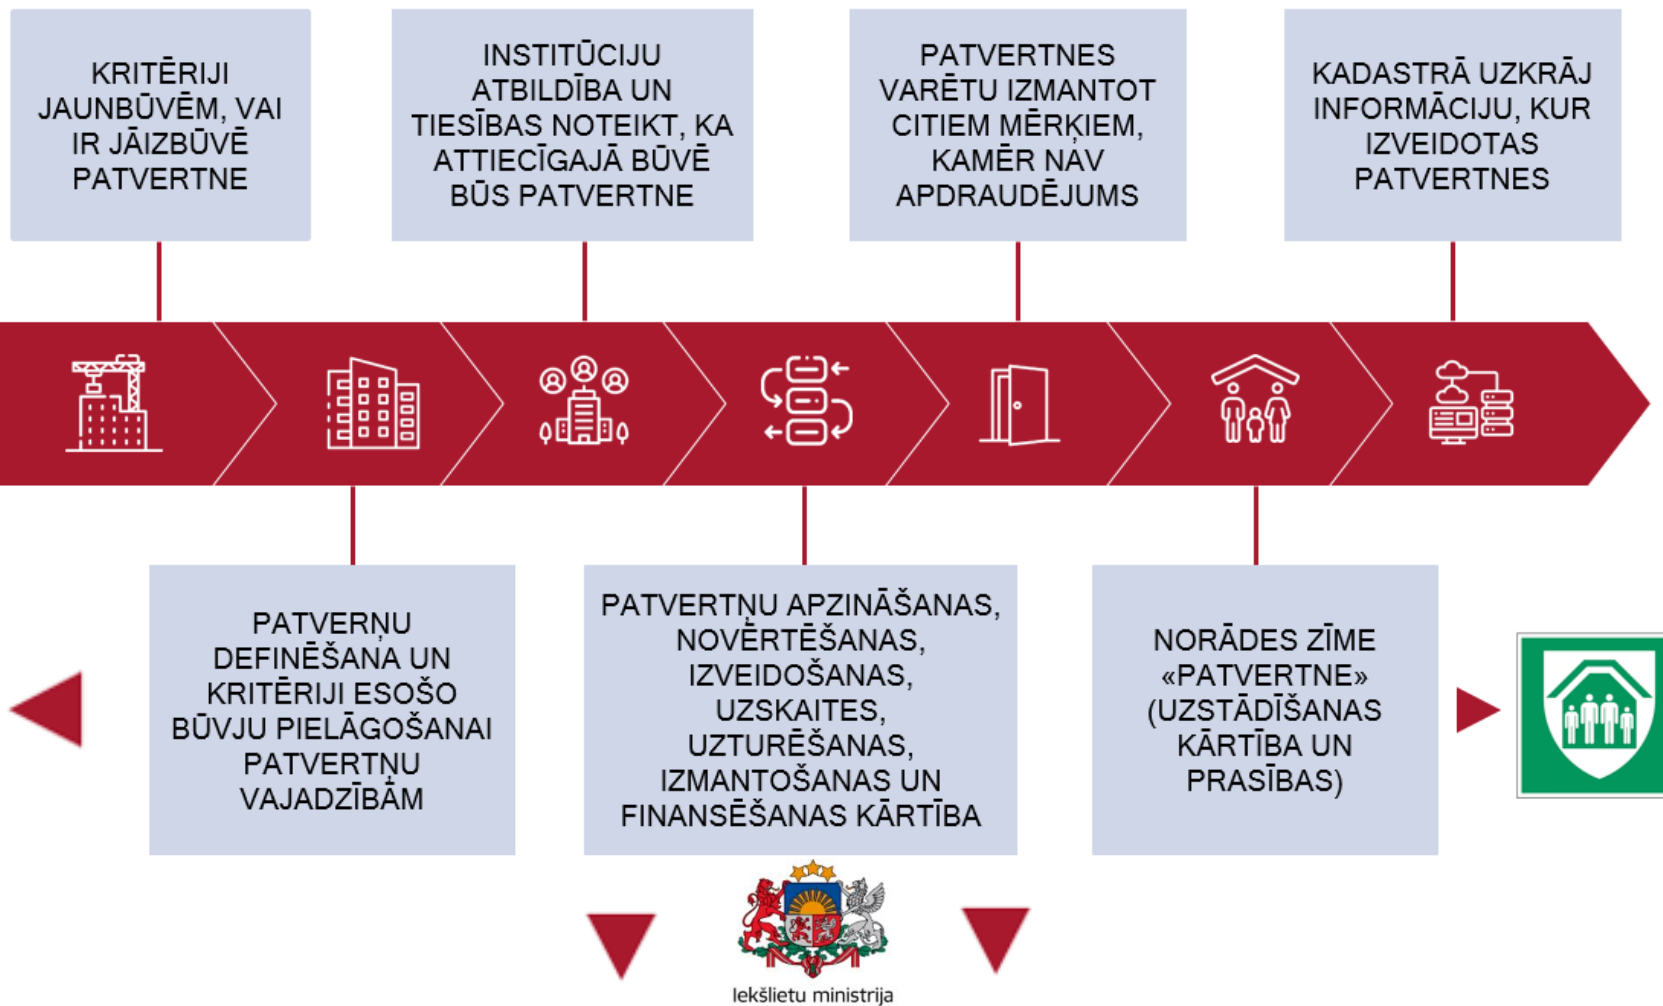 KRITĒRIJI
JAUNBŪVĒM, VAI
IR JĀIZBŪVĒ
PATVERTNE
INSTITŪCIJU
ATBILDĪBA UN
TIESĪBAS NOTEIKT, KA
ATTIECĪGAJĀ BŪVĒ
BŪS PATVERTNE
PATVERTNES
VARĒTU IZMANTOT
CITIEM MĒRĶIEM,
KAMĒR NAV
APDRAUDĒJUMS
KADASTRĀ UZKRĀJ
INFORMĀCIJU, KUR
IZVEIDOTAS
PATVERTNES
PATVERŅU
DEFINĒŠANA UN
KRITĒRIJI ESOŠO
BŪVJU PIELĀGOŠANAI
PATVERTŅU
VAJADZĪBĀM
PATVERTŅU APZINĀŠANAS,
NOVĒRTĒŠANAS,
IZVEIDOŠANAS,
UZSKAITES,
UZTURĒŠANAS,
IZMANTOŠANAS UN
FINANSĒŠANAS KĀRTĪBA
NORĀDES ZĪME
«PATVERTNE»
(UZSTĀDĪŠANAS
KĀRTĪBA UN
PRASĪBAS)
Iekšlietu ministrija